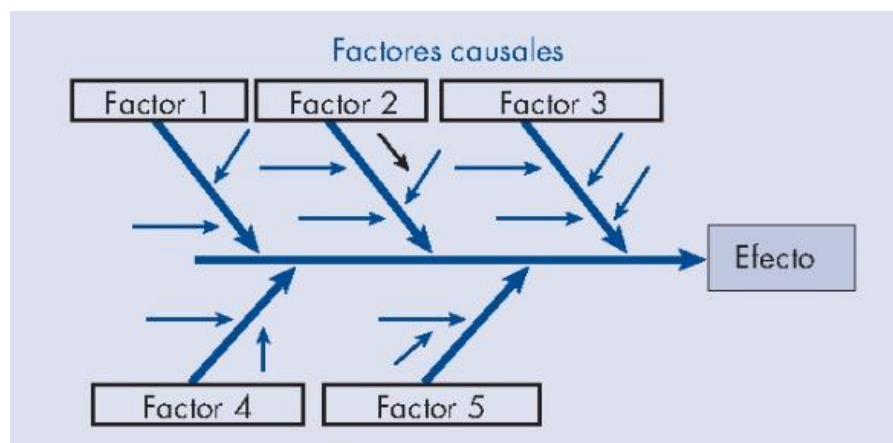 Factores causales
Factor 1
Factor 2
Factor 3
Efecto
Factor 4
Factor 5